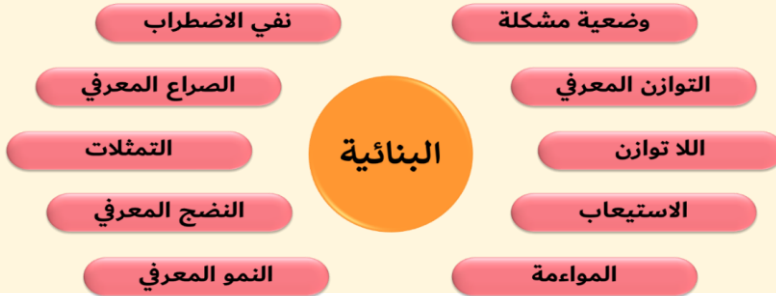 وضعية مشكلة
نفي الاضطراب
التوازن المعرفي
الصراع المعرفي
البنائية
اللا توازن
التمثلات
الاستيعاب
النضج المعرفي
المواءمة
النمو المعرفي